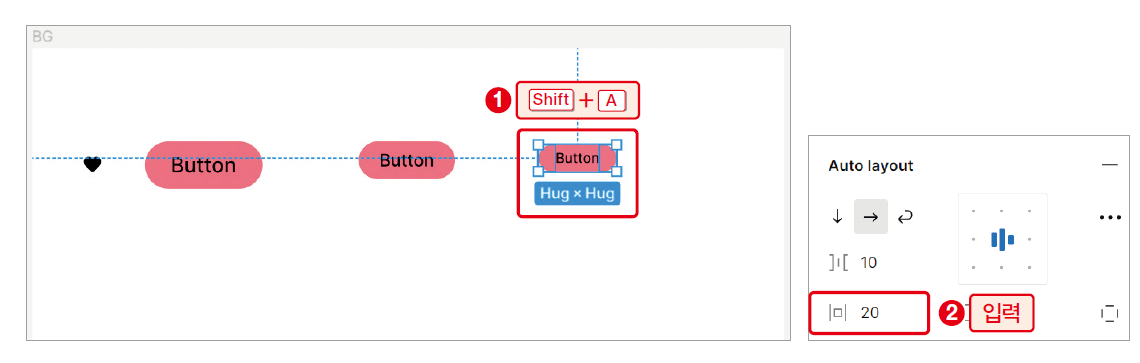 BG
1 Shift + A
Button
Button
Button
Hug × Hug
Auto layout
10
20
2 입력